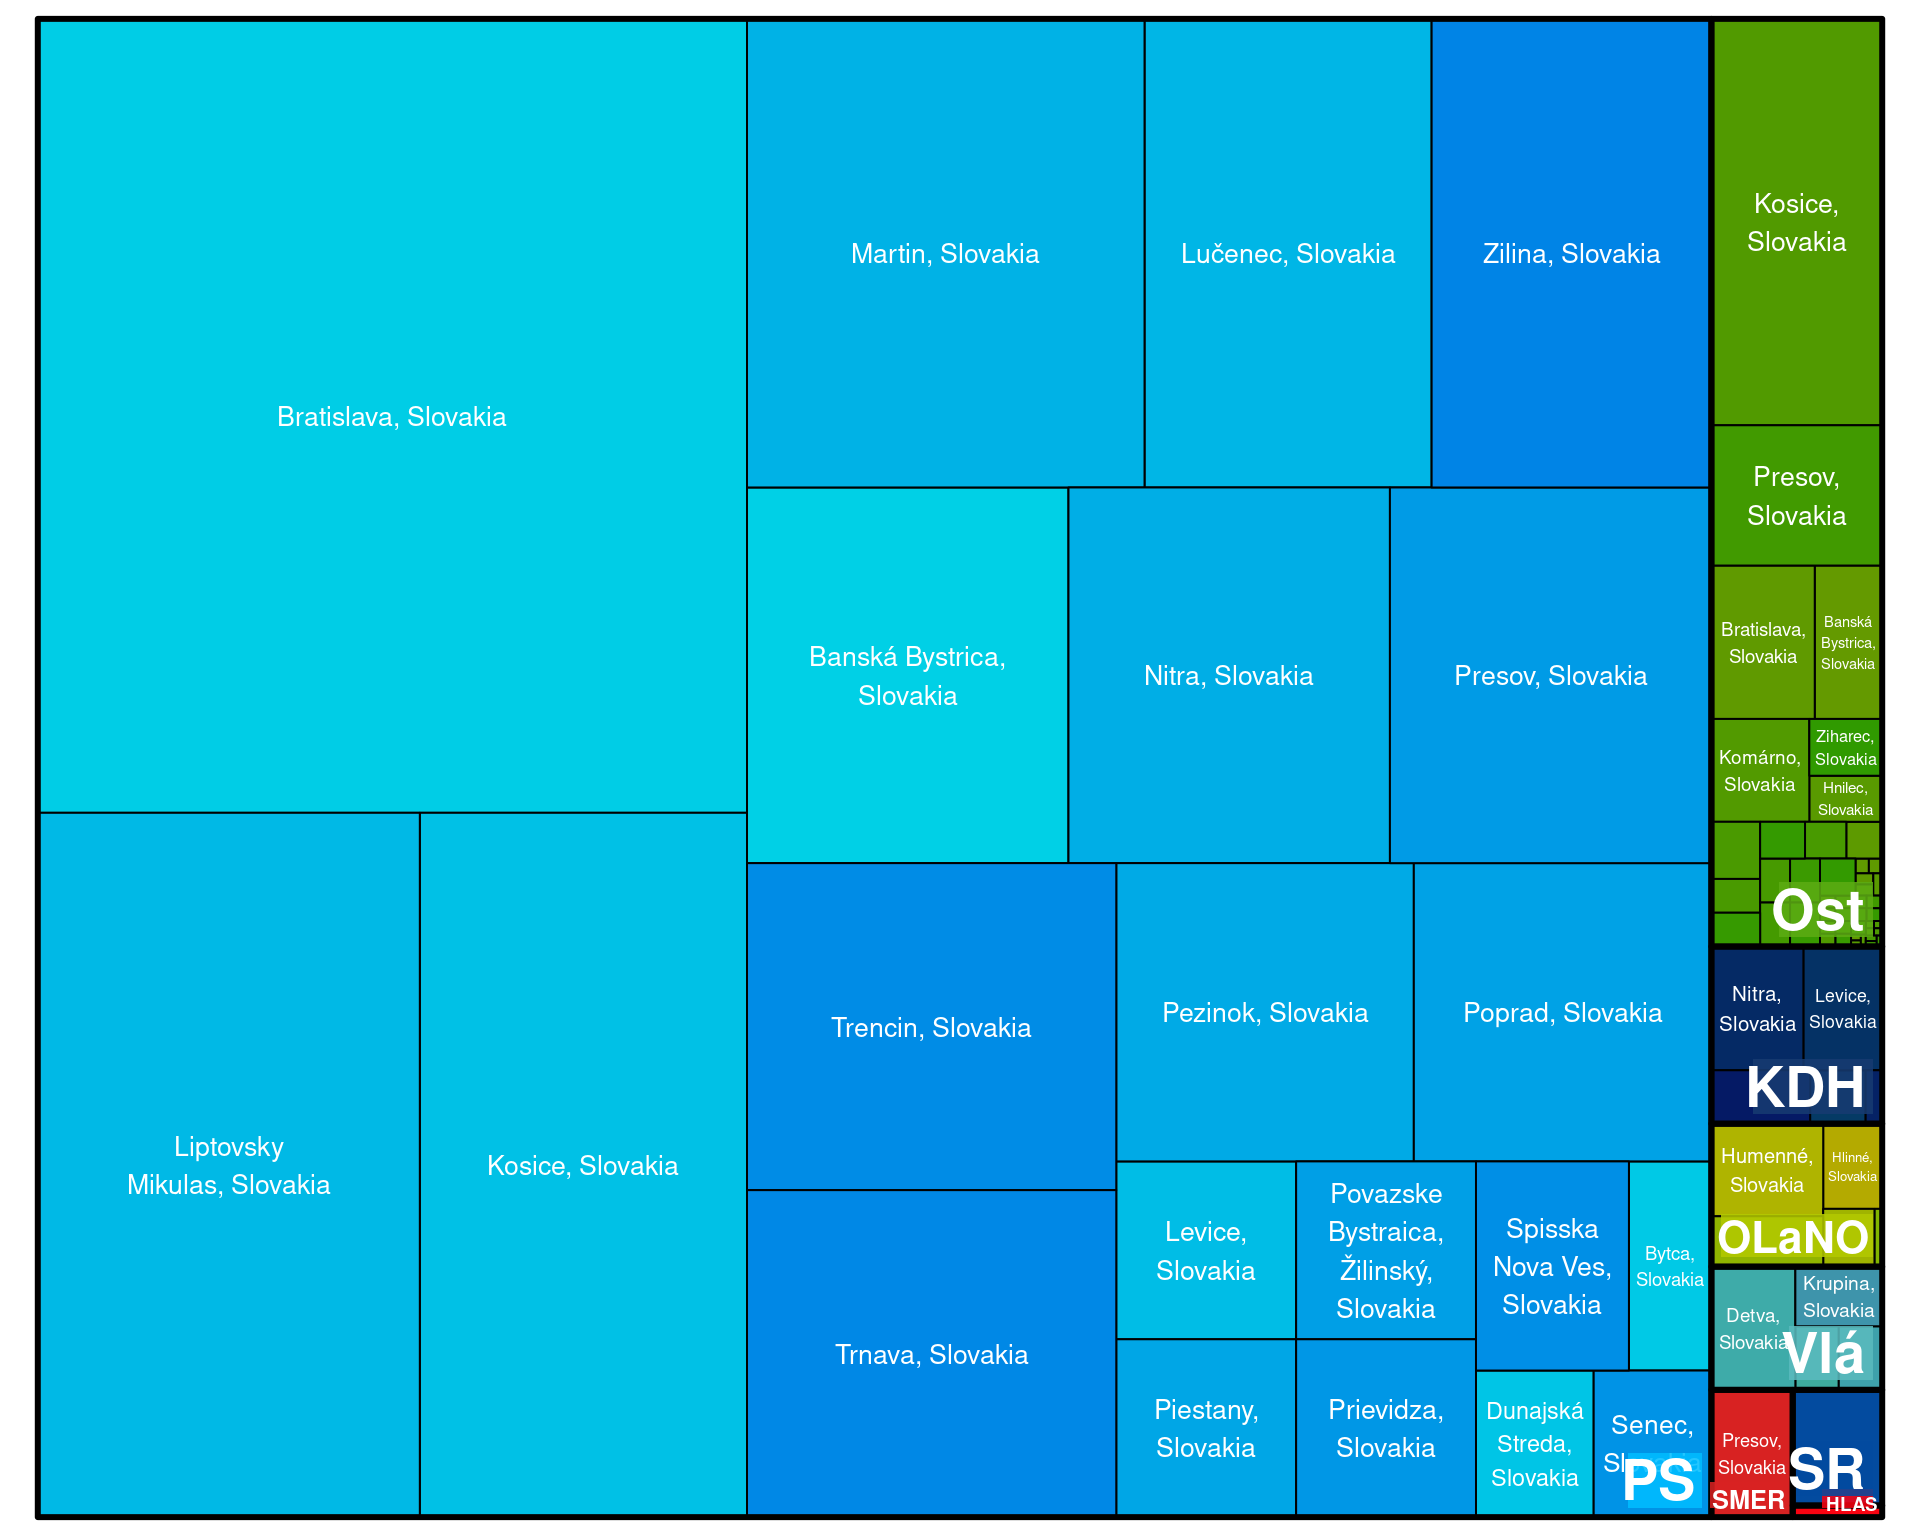 Bratislava, Slovakia
Liptovsky
Mikulas, Slovakia
Kosice, Slovakia
Martin, Slovakia
Lučenec, Slovakia
Zilina, Slovakia
Banská Bystrica,
Slovakia
Nitra, Slovakia
Presov, Slovakia
Trencin, Slovakia
Trnava, Slovakia
Pezinok, Slovakia
Poprad, Slovakia
Levice,
Slovakia
Povazske
Bystraica,
Žilinský,
Slovakia
Spisska
Nova Ves,
Slovakia
Bytca,
Slovakia
Piestany,
Slovakia
Prievidza,
Slovakia
Dunajská
Streda,
Slovakia
Senec,
Slovakia
PS
Kosice,
Slovakia
Presov,
Slovakia
Bratislava,
Slovakia
Banská
Bystrica,
Slovakia
Komárno,
Slovakia
Ziharec,
Slovakia
Hnilec,
Slovakia
Ost
Nitra,
Slovakia
Levice,
Slovakia
KDH
Humenné,
Slovakia
Hlinné,
Slovakia
OLaNO
Detva,
Slovakia
Krupina,
Slovakia
Vlá
Presov,
Slovakia
SMER
SR
HLAS